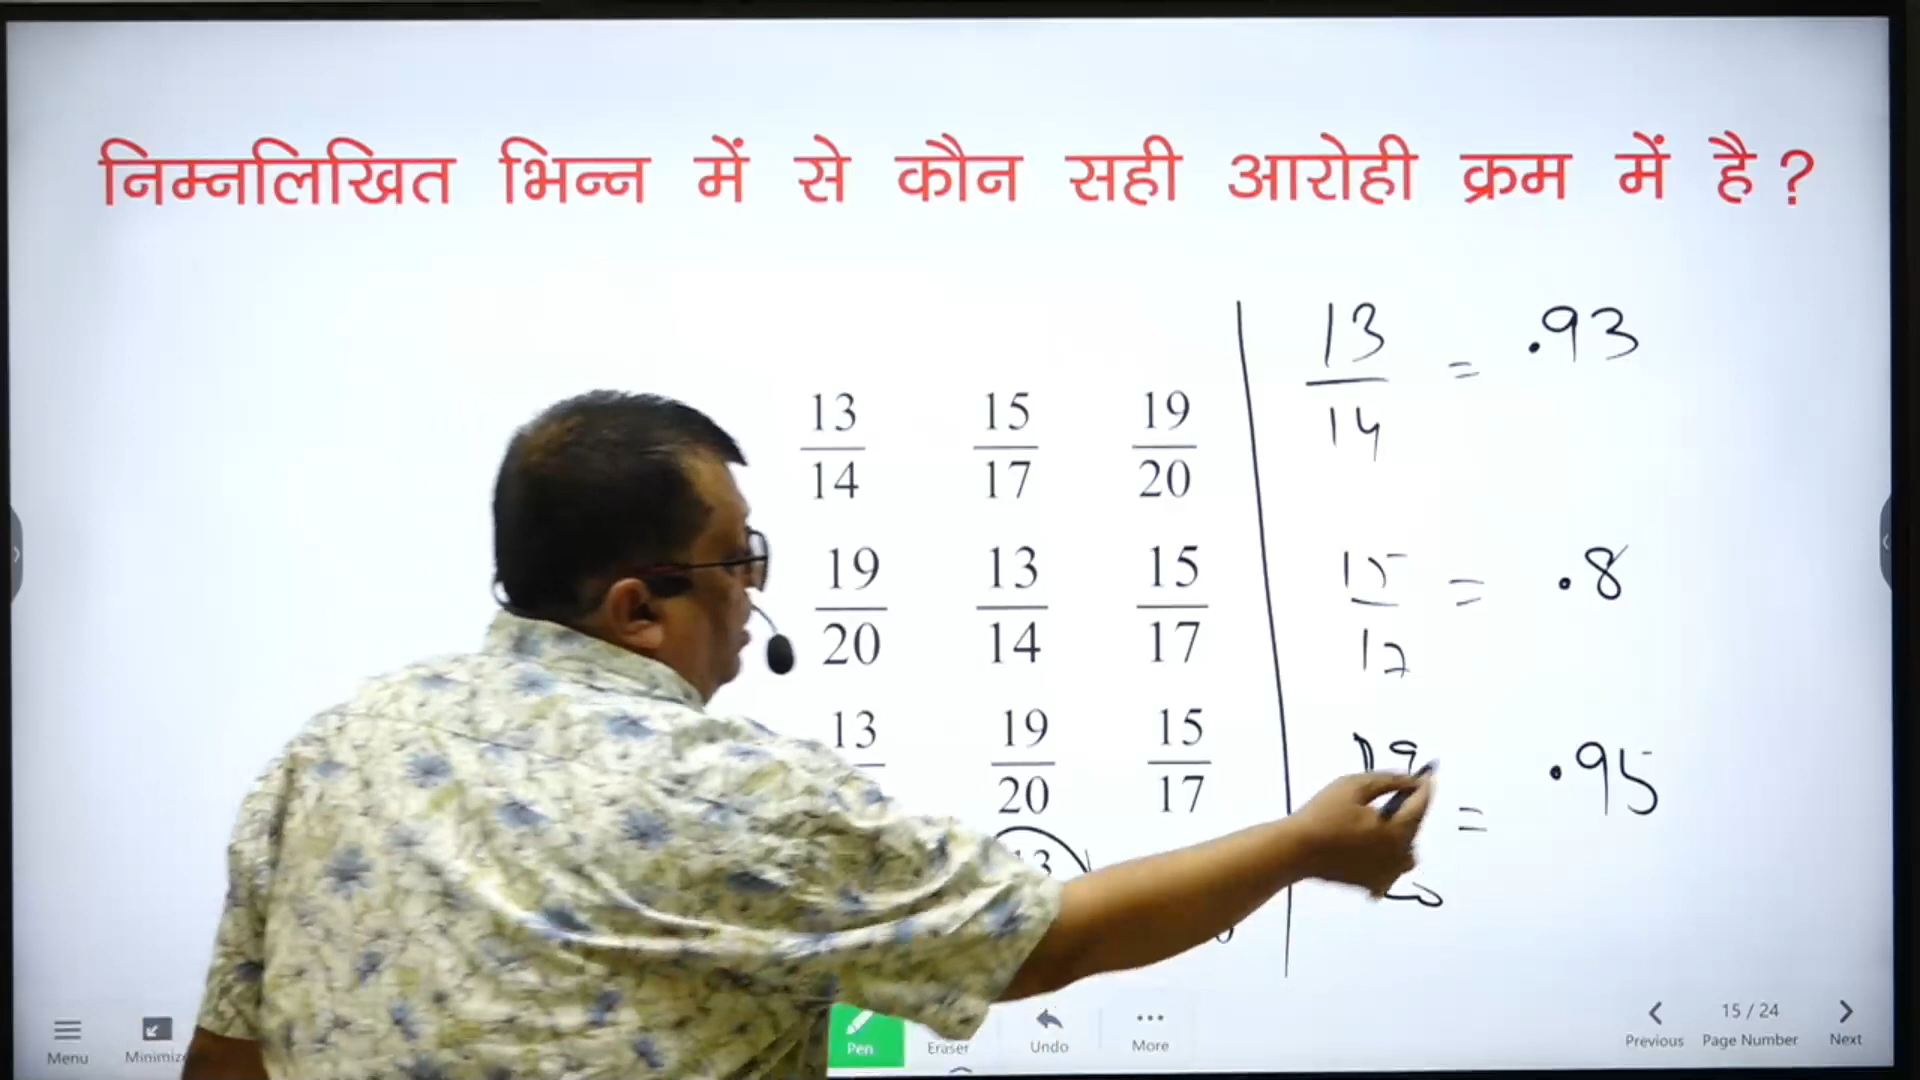 निम्नलिखित भिन्न में से कौन सही आरोही क्रम में है ?
13/14 15/17 19/20
19/20 13/14 15/17
13 19/20 15/17
13
13/14 = .93
15/17 = .8
19 = .95
Menu
Pen
Eraser
Undo
More
Previous
15 / 24
Page Number
Next